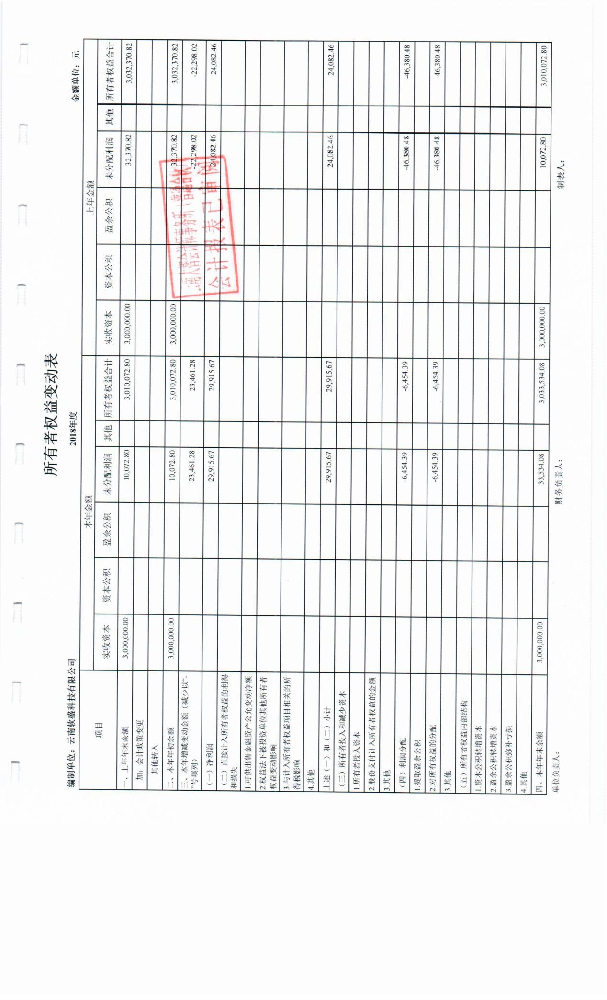 所有者权益变动表
2018年度
编制单位：云南软盛科技有限公司 金额单位：元
项目 本年金额 上年金额
实收资本 资本公积 盈余公积 未分配利润 其他 所有者权益合计 实收资本 资本公积 盈余公积 未分配利润 其他 所有者权益合计
一、上年年末余额 3,000,000.00 10,072.80 3,010,072.80 3,000,000.00 32,370.82 3,032,370.82
加：会计政策变更
其他转入
二、本年年初余额 3,000,000.00 10,072.80 3,010,072.80 3,000,000.00 32,370.82 3,032,370.82
三、本年增减变动金额（减少以“-
”号填列） 23,461.28 23,461.28 -22,298.02 -22,298.02
（一）净利润 29,915.67 29,915.67 24,082.46 24,082.46
（二）直接计入所有者权益的利得
和损失
1.可供出售金融资产公允变动净额
2.权益法下被投资单位其他所有者
权益变动影响
3.与计入所有者权益项目相关的所
得税影响
4.其他
上述（一）和（二）小计 29,915.67 29,915.67 24,082.46 24,082.46
（三）所有者投入和减少资本
1.所有者投入资本
2.股份支付计入所有者权益的金额
3.其他
（四）利润分配 -6,454.39 -6,454.39 -46,380.48 -46,380.48
1.提取盈余公积
2.对所有权益的分配 -6,454.39 -6,454.39 -46,380.48 -46,380.48
3.其他
（五）所有者权益内部结构
1.资本公积转增资本
2.盈余公积转增资本
3.盈余公积弥补亏损
4.其他
四、本年年末余额 3,000,000.00 33,534.08 3,033,534.08 3,000,000.00 10,072.80 3,010,072.80
单位负责人： 财务负责人： 制表人：
会计师事务所（普通合伙）
会计报表已审阅